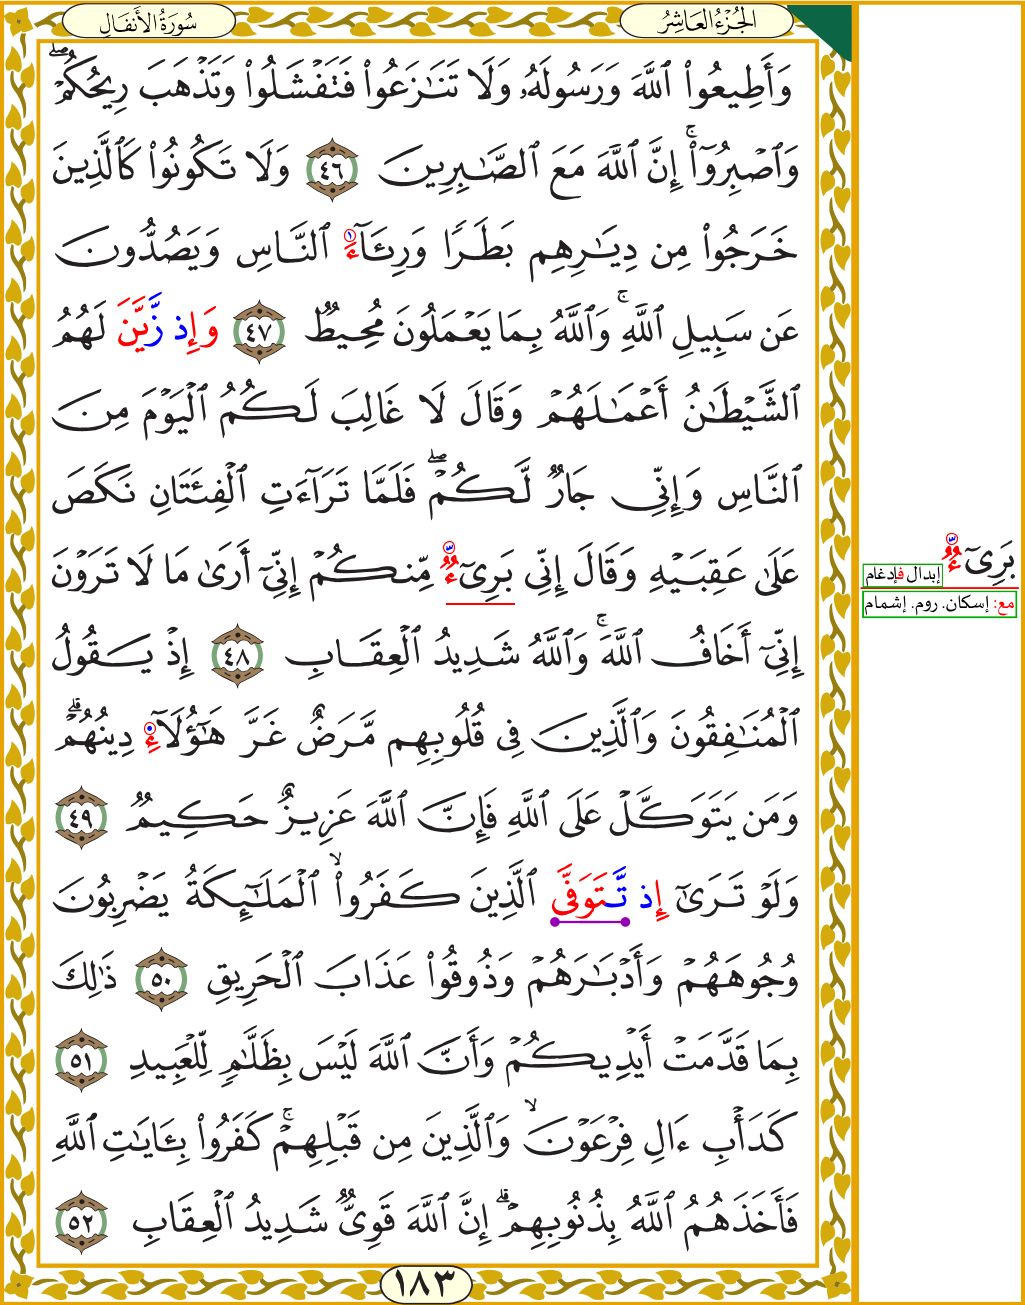 سُورَةُ الأَنفَالِ
الجُزْءُ العَاشِرُ
وَأَطِيعُوا۟ ٱللَّهَ وَرَسُولَهُۥ وَلَا تَنَـٰزَعُوا۟ فَتَفْشَلُوا۟ وَتَذْهَبَ رِيحُكُمْ ۖ
وَٱصْبِرُوٓا۟ ۚ إِنَّ ٱللَّهَ مَعَ ٱلصَّـٰبِرِينَ ٤٦ وَلَا تَكُونُوا۟ كَٱلَّذِينَ
خَرَجُوا۟ مِن دِيَـٰرِهِم بَطَرًا وَرِئَآءَ ١ ٱلنَّاسِ وَيَصُدُّونَ
عَن سَبِيلِ ٱللَّهِ ۚ وَٱللَّهُ بِمَا يَعْمَلُونَ مُحِيطٌ ٤٧ وَإِذ زَّيَّنَ لَهُمُ
ٱلشَّيْطَـٰنُ أَعْمَـٰلَهُمْ وَقَالَ لَا غَالِبَ لَكُمُ ٱلْيَوْمَ مِنَ
ٱلنَّاسِ وَإِنِّى جَارٌ لَّكُمْ ۖ فَلَمَّا تَرَآءَتِ ٱلْفِئَتَانِ نَكَصَ
عَلَىٰ عَقِبَيْهِ وَقَالَ إِنِّى بَرِىٓءٌ مِّنكُمْ إِنِّىٓ أَرَىٰ مَا لَا تَرَوْنَ
إِنِّىٓ أَخَافُ ٱللَّهَ ۚ وَٱللَّهُ شَدِيدُ ٱلْعِقَابِ ٤٨ إِذْ يَقُولُ
ٱلْمُنَـٰفِقُونَ وَٱلَّذِينَ فِى قُلُوبِهِم مَّرَضٌ غَرَّ هَـٰٓؤُلَآءِ دِينُهُمْ ۗ
وَمَن يَتَوَكَّلْ عَلَى ٱللَّهِ فَإِنَّ ٱللَّهَ عَزِيزٌ حَكِيمٌ ٤٩
وَلَوْ تَرَىٰٓ إِذ تَّتَوَفَّى ٱلَّذِينَ كَفَرُوا۟ ۙ ٱلْمَلَـٰٓئِكَةُ يَضْرِبُونَ
وُجُوهَهُمْ وَأَدْبَـٰرَهُمْ وَذُوقُوا۟ عَذَابَ ٱلْحَرِيقِ ٥٠ ذَٰلِكَ
بِمَا قَدَّمَتْ أَيْدِيكُمْ وَأَنَّ ٱللَّهَ لَيْسَ بِظَلَّـٰمٍ لِّلْعَبِيدِ ٥١
كَدَأْبِ ءَالِ فِرْعَوْنَ ۙ وَٱلَّذِينَ مِن قَبْلِهِمْ ۚ كَفَرُوا۟ بِـَٔايَـٰتِ ٱللَّهِ
فَأَخَذَهُمُ ٱللَّهُ بِذُنُوبِهِمْ ۗ إِنَّ ٱللَّهَ قَوِىٌّ شَدِيدُ ٱلْعِقَابِ ٥٢
١٨٣
بَرِىٓءٌ
إبدال فإدغام
مع: إسكان. روم. إشمام